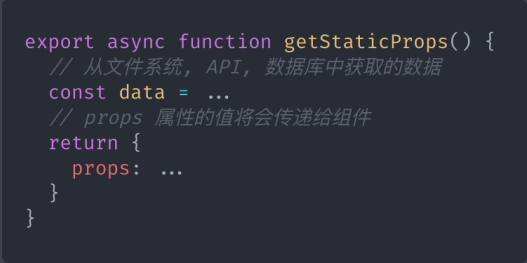 export async function getStaticProps() {
// 从文件系统, API, 数据库中获取的数据
const data = ...
// props 属性的值将会传递给组件
return {
props: ...
}
}